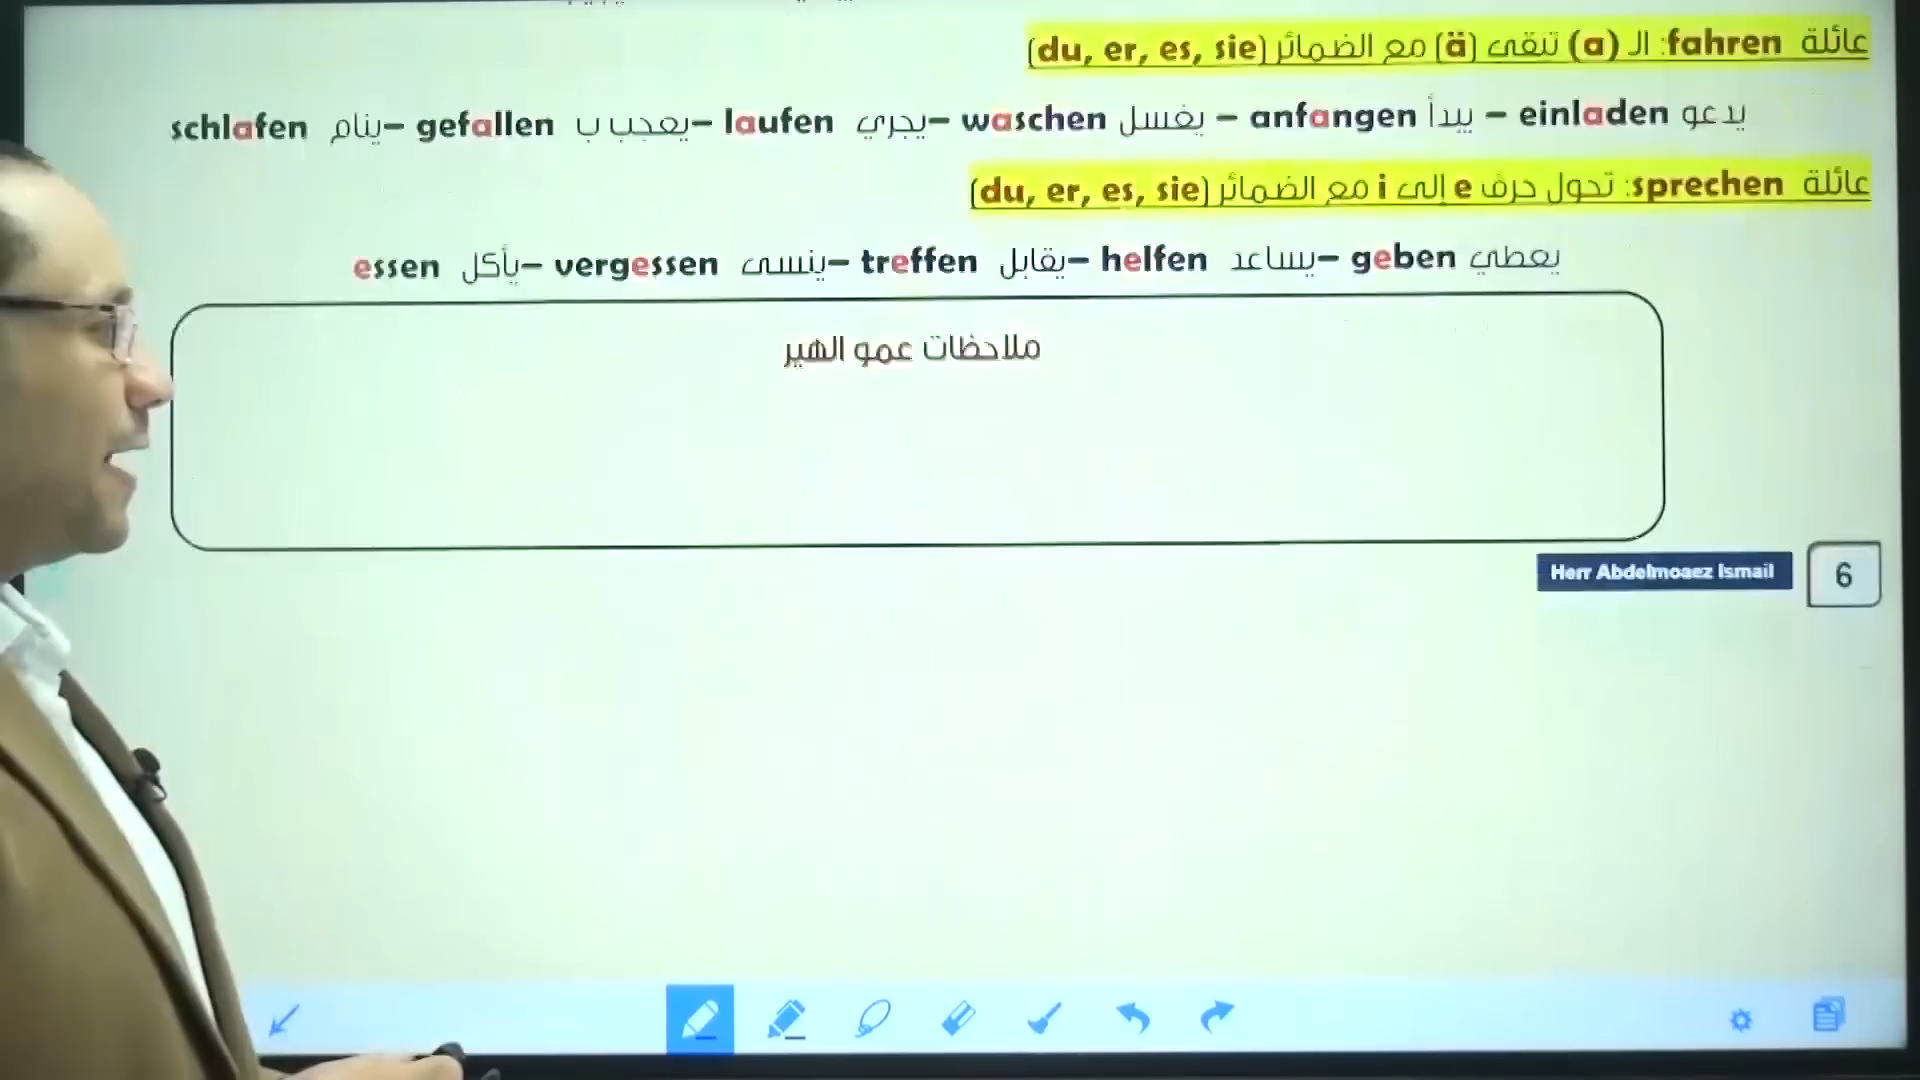 عائلة fahren: الـ (a) تبقى (ä) مع الضمائر (du, er, es, sie)
schlafen ينام – gefallen يعجب ب – laufen يجري – waschen يغسل – anfangen يبدأ – einladen يدعو
عائلة sprechen: تحول حرف e إلى i مع الضمائر (du, er, es, sie)
essen يأكل – vergessen ينسى – treffen يقابل – helfen يساعد – geben يعطي
ملاحظات عمو الهير
Herr Abdelmoaez Ismail
6